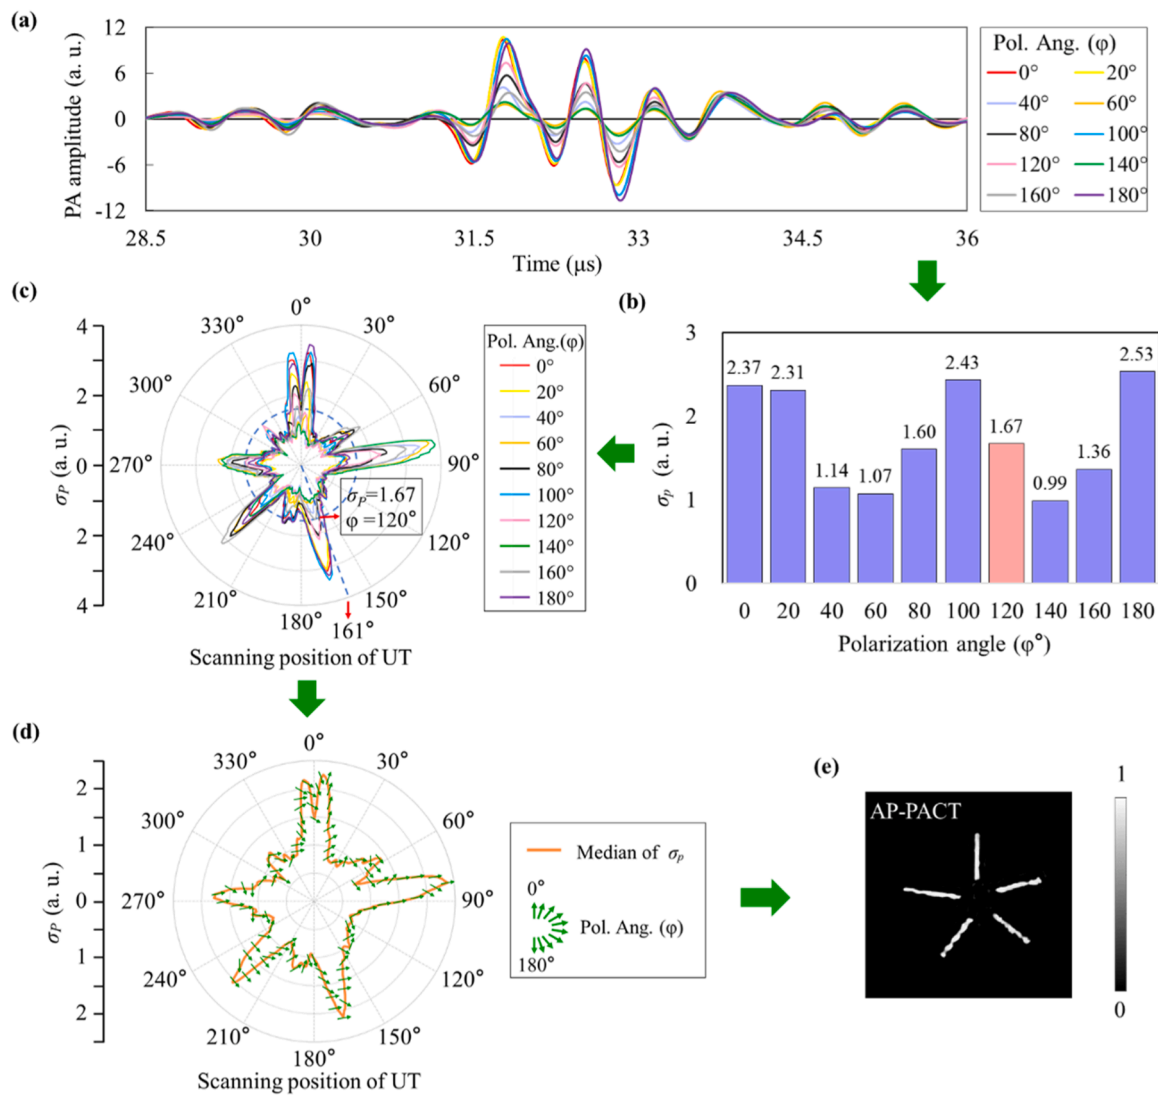 (a)
PA amplitude (a. u.)
12
6
0
-6
-12
28.5 30 31.5 33 34.5 36
Time (µs)
Pol. Ang. (φ)
0° 20°
40° 60°
80° 100°
120° 140°
160° 180°
(c)
σP (a. u.)
4
2
0
2
4
0°
30°
60°
90°
120°
150°
180°
210°
240°
270°
300°
330°
σP=1.67
φ =120°
161°
Scanning position of UT
Pol. Ang.(φ)
0°
20°
40°
60°
80°
100°
120°
140°
160°
180°
(b)
σp (a. u.)
3
2
1
0
2.37 2.31 1.14 1.07 1.60 2.43 1.67 0.99 1.36 2.53
0 20 40 60 80 100 120 140 160 180
Polarization angle (φ°)
(d)
σP (a. u.)
2
1
0
1
2
0°
30°
60°
90°
120°
150°
180°
210°
240°
270°
300°
330°
Scanning position of UT
Median of σp
0°
Pol. Ang. (φ)
180°
(e)
AP-PACT
1
0